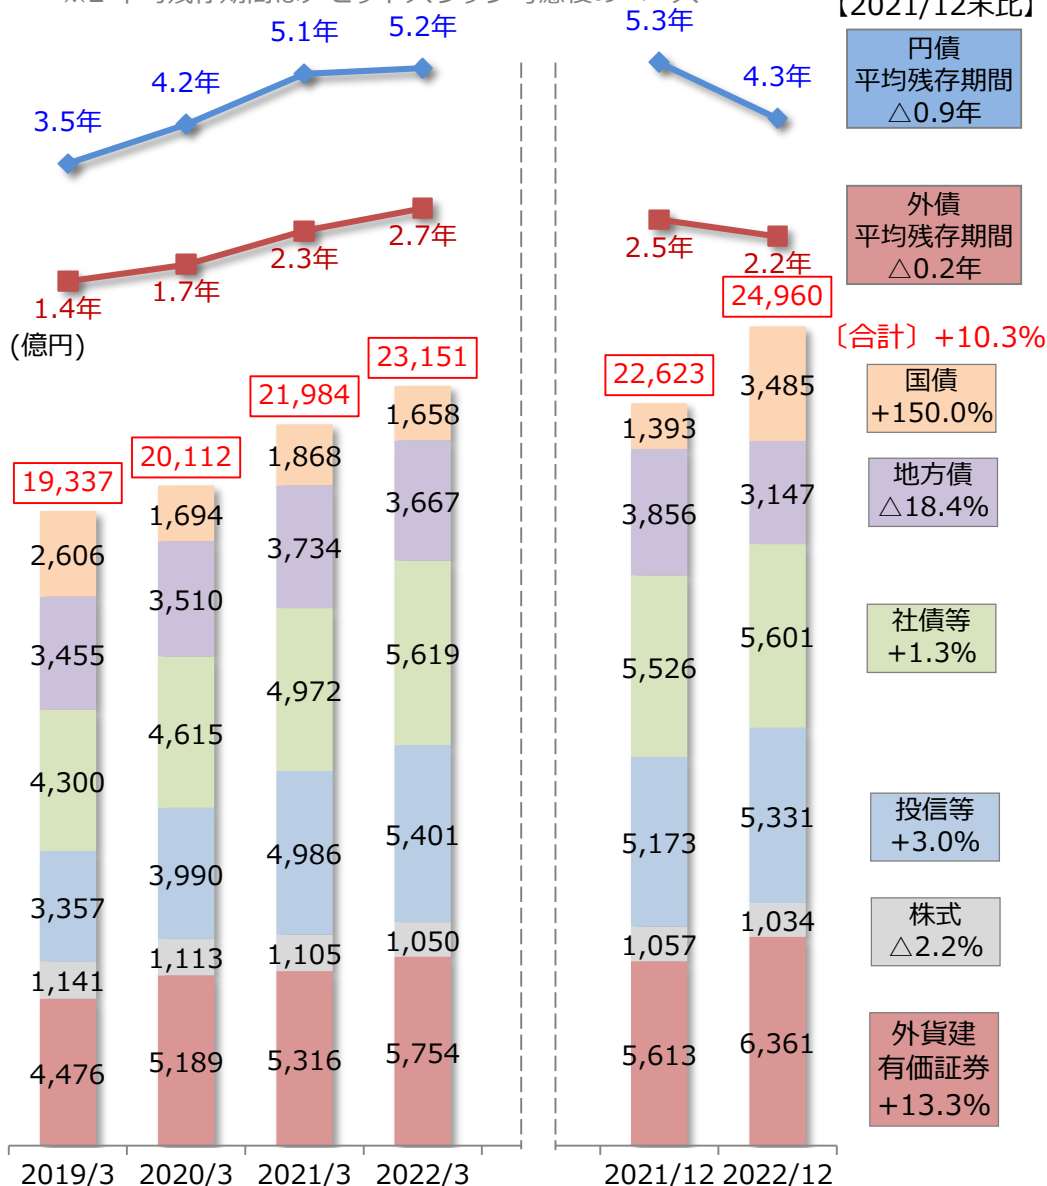 【2021/12末比】
5.1年
5.2年
5.3年
4.2年
4.3年
3.5年
円債
平均残存期間
△0.9年
外債
平均残存期間
△0.2年
2.7年
2.5年
2.3年
2.2年
1.7年
1.4年
(億円)
24,960
〔合計〕+10.3%
23,151
22,623
21,984
20,112
19,337
国債
+150.0%
2,606
1,694
1,868
1,658
1,393
3,485
地方債
△18.4%
3,455
3,510
3,734
3,667
3,856
3,147
社債等
+1.3%
4,300
4,615
4,972
5,619
5,526
5,601
投信等
+3.0%
3,357
3,990
4,986
5,401
5,173
5,331
株式
△2.2%
1,141
1,113
1,105
1,050
1,057
1,034
外貨建
有価証券
+13.3%
4,476
5,189
5,316
5,754
5,613
6,361
2019/3 2020/3 2021/3 2022/3 2021/12 2022/12